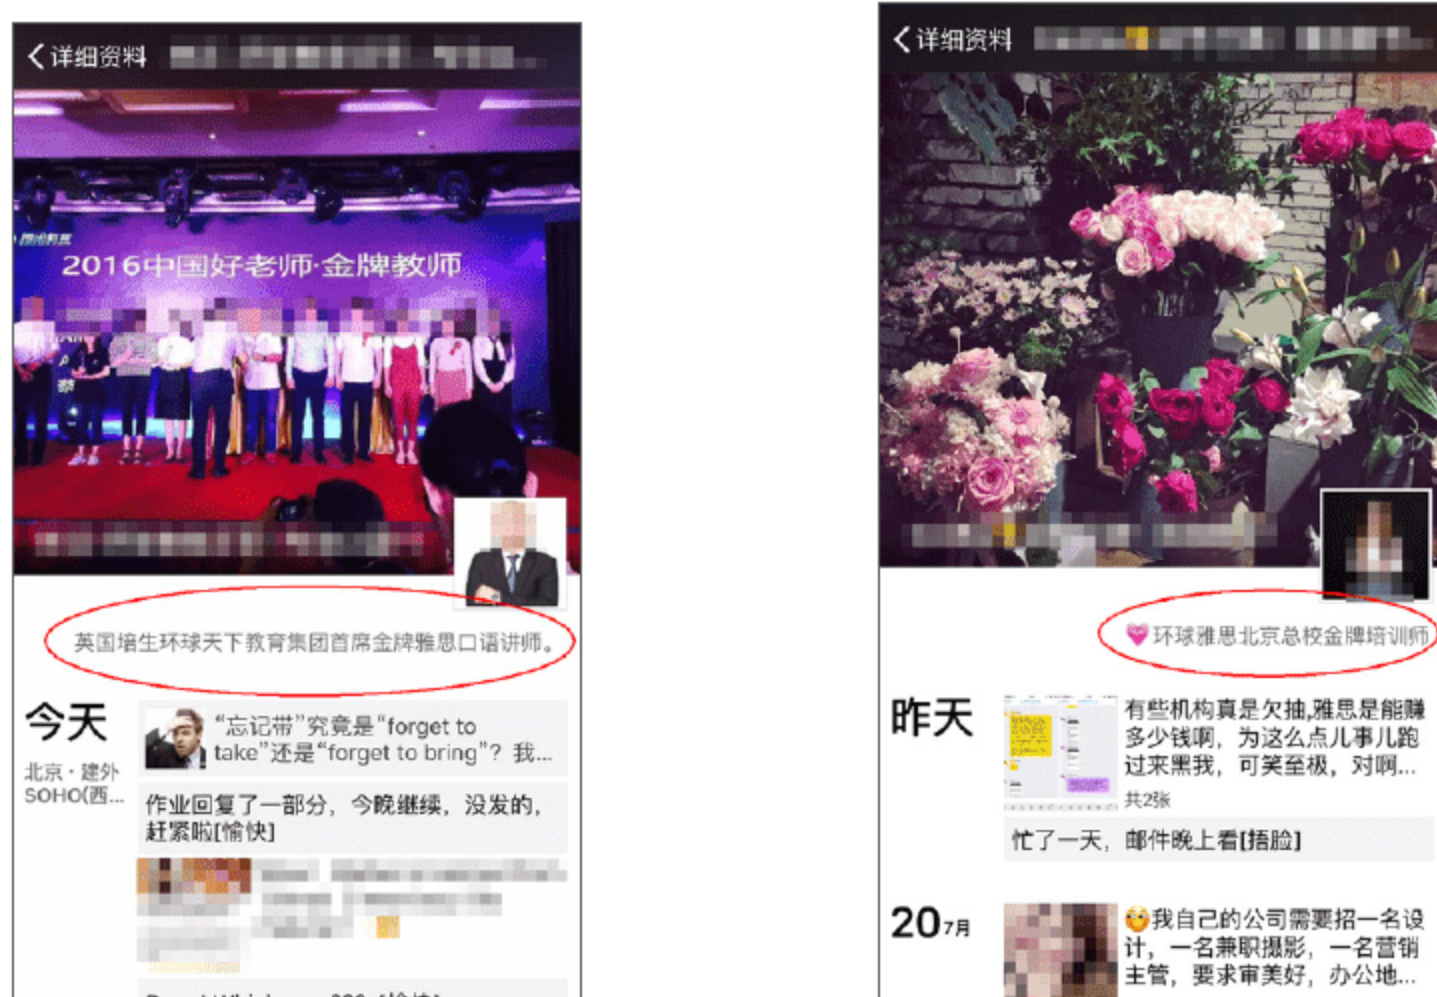 详细资料
2016中国好老师·金牌教师
英国培生环球天下教育集团首席金牌雅思口语讲师。
今天
北京·建外
SOHO(西...
“忘记带”究竟是“forget to
take”还是“forget to bring”？我...
作业回复了一部分，今晚继续，没发的，
赶紧啦[愉快]
详细资料
💗环球雅思北京总校金牌培训师
昨天
有些机构真是欠抽,雅思是能赚
多少钱啊，为这么点儿事儿跑
过来黑我，可笑至极，对啊...
共2张
忙了一天，邮件晚上看[捂脸]
20 7月
我自己的公司需要招一名设
计，一名兼职摄影，一名营销
主管，要求审美好，办公地...